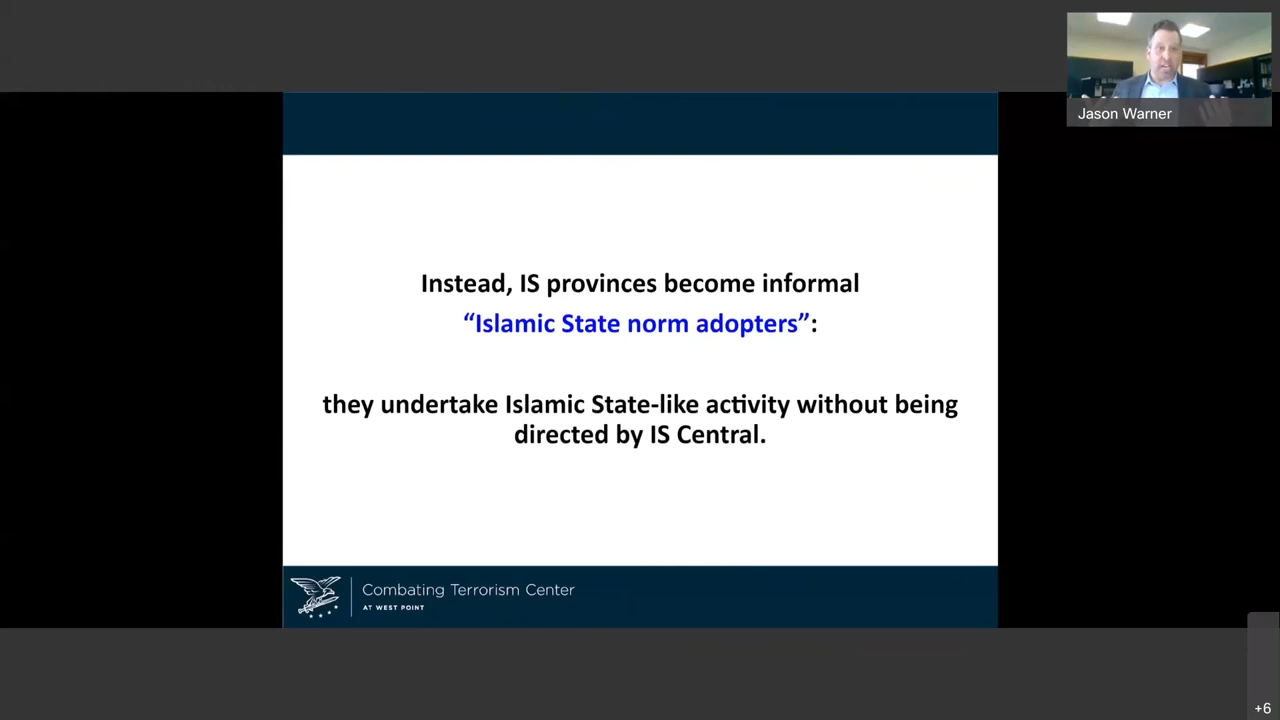 Jason Warner
Instead, IS provinces become informal
“Islamic State norm adopters”:
they undertake Islamic State-like activity without being
directed by IS Central.
Combating Terrorism Center
AT WEST POINT
+6